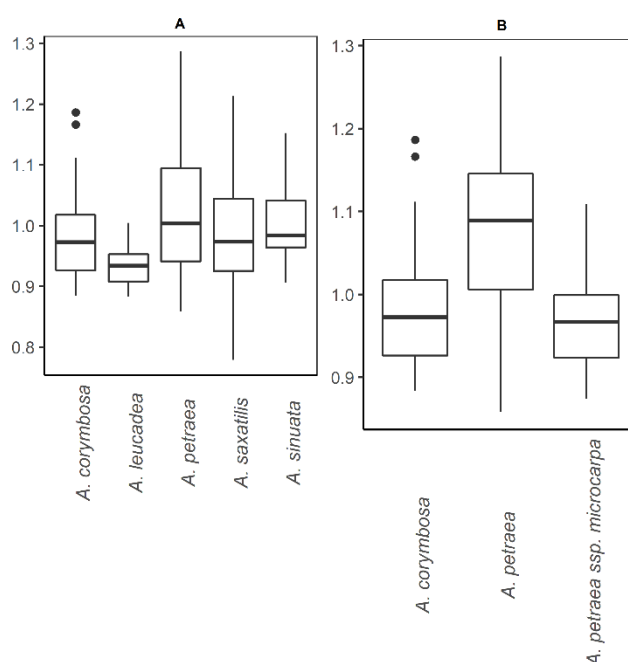 A
1.3
1.2
1.1
1.0
0.9
0.8
A. corymbosa
A. leucadea
A. petraea
A. saxatilis
A. sinuata
B
1.3
1.2
1.1
1.0
0.9
A. corymbosa
A. petraea
A. petraea ssp. microcarpa